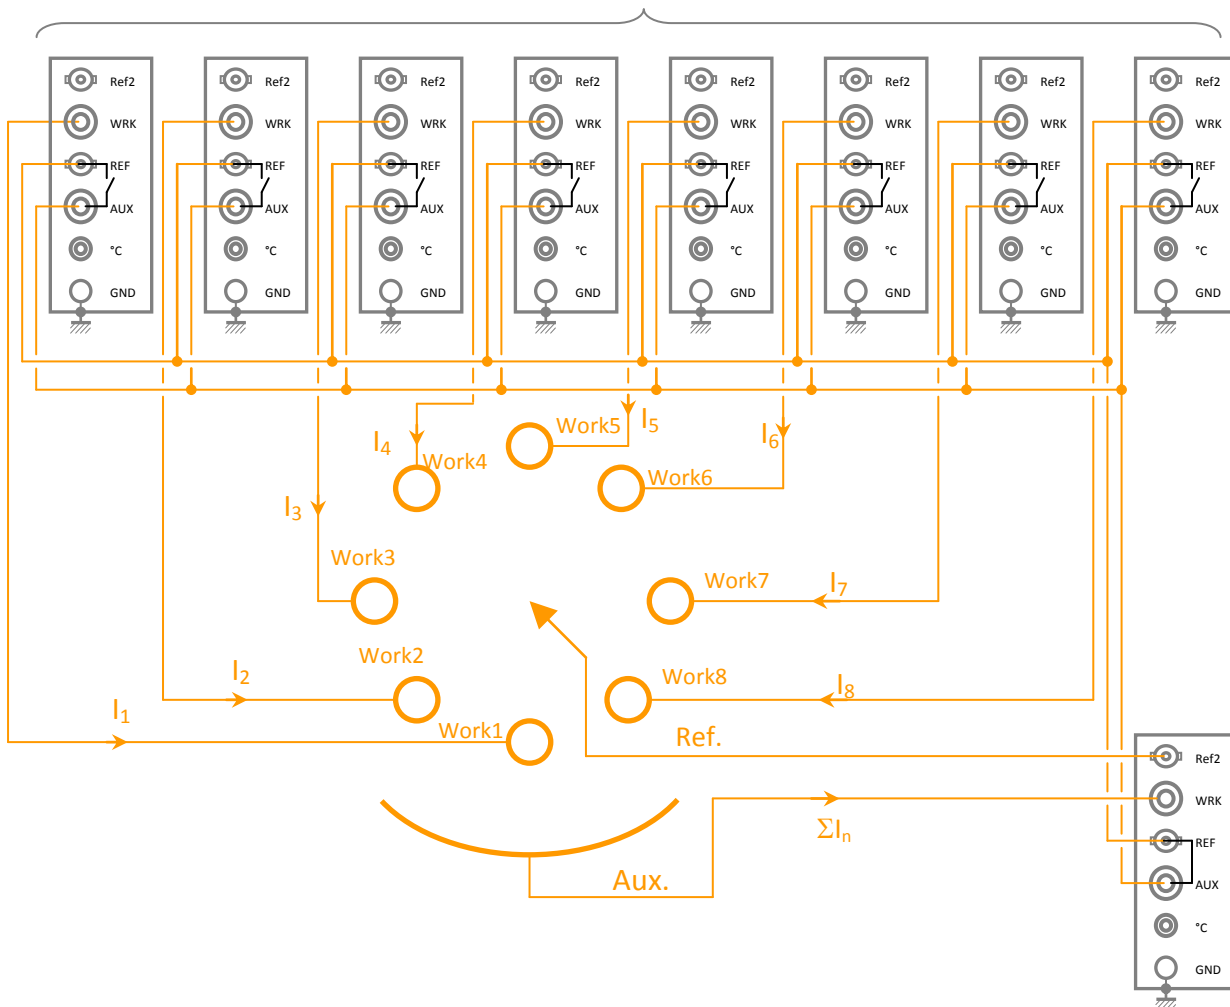 Ref2 Ref2 Ref2 Ref2 Ref2 Ref2 Ref2 Ref2
WRK WRK WRK WRK WRK WRK WRK WRK
REF REF REF REF REF REF REF REF
AUX AUX AUX AUX AUX AUX AUX AUX
°C °C °C °C °C °C °C °C
GND GND GND GND GND GND GND GND
I4 Work4 Work5 I5 Work6 I6
I3
Work3 Work7 I7
I2 Work2 Work8 I8
I1 Work1 Ref.
Ref2
WRK
ΣIn
REF
Aux. AUX
°C
GND